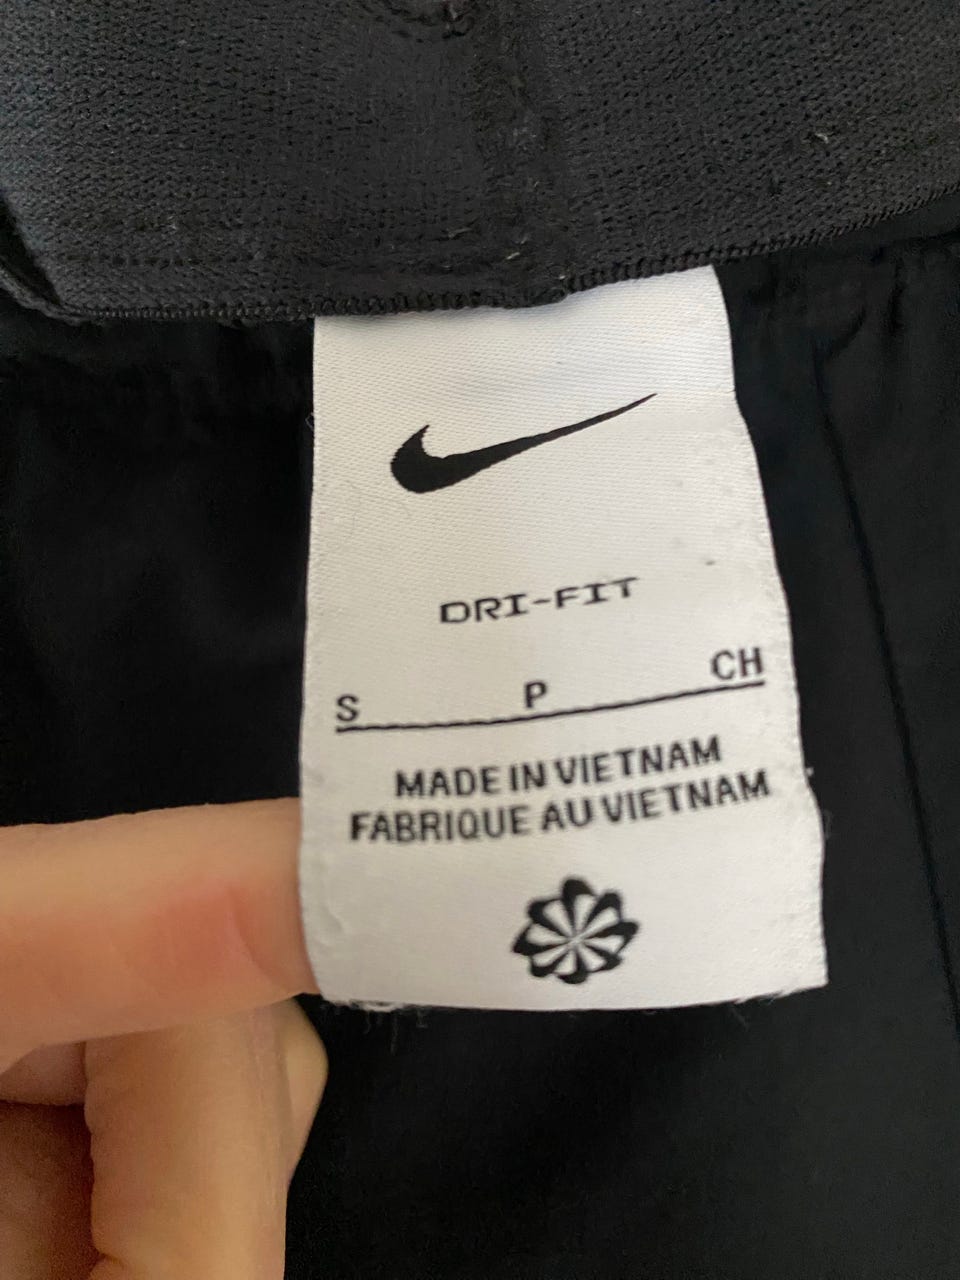 DRI-FIT
S P CH
MADE IN VIETNAM
FABRIQUE AU VIETNAM